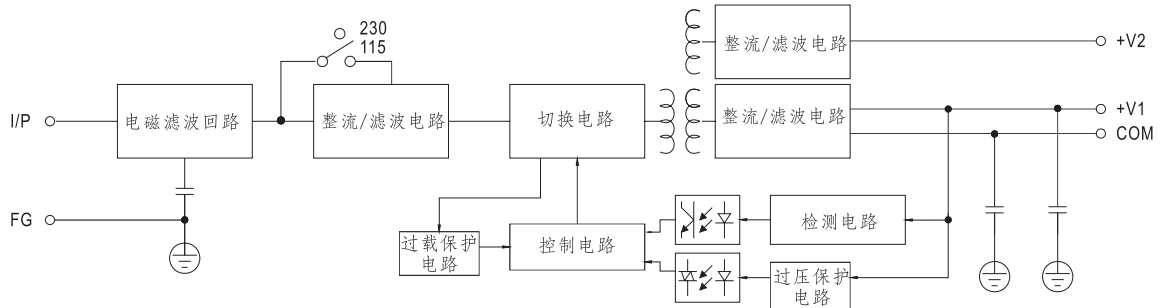 230
115
整流/滤波电路
+V2
I/P
电磁滤波回路
整流/滤波电路
切换电路
整流/滤波电路
+V1
COM
FG
过载保护
电路
控制电路
检测电路
过压保护
电路